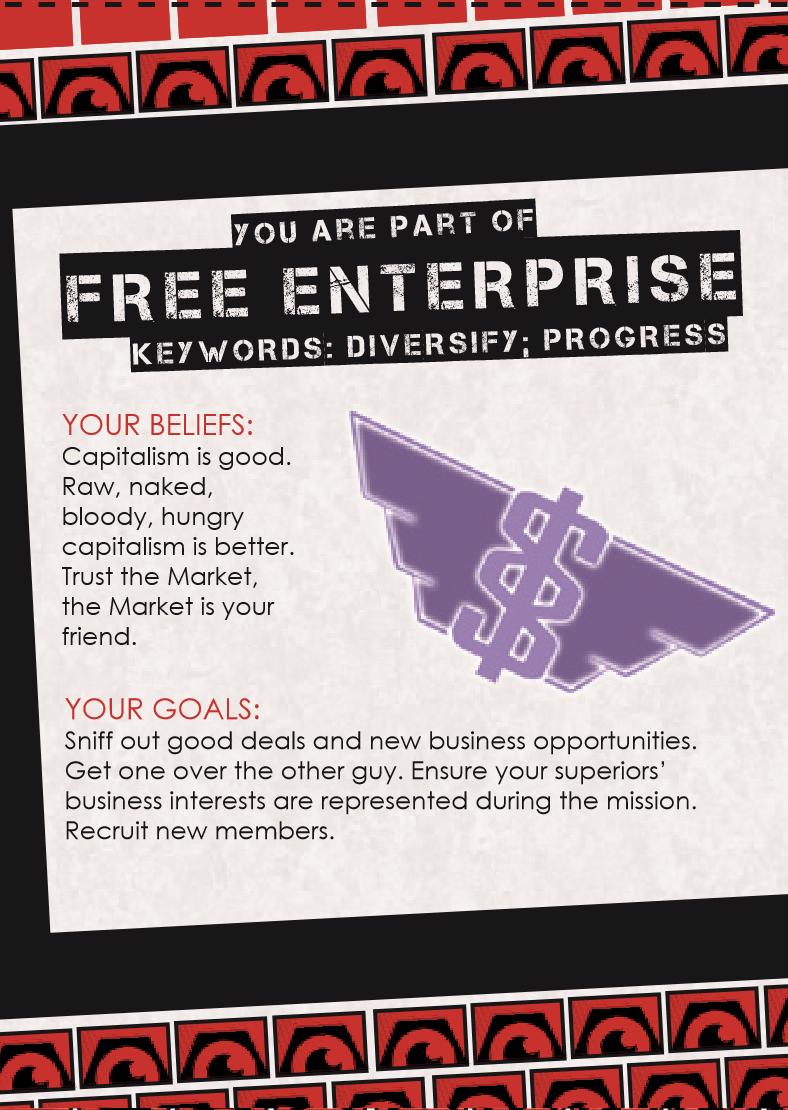 YOU ARE PART OF
FREE ENTERPRISE
KEYWORDS: DIVERSIFY; PROGRESS
YOUR BELIEFS:
Capitalism is good.
Raw, naked,
bloody, hungry
capitalism is better.
Trust the Market,
the Market is your
friend.
YOUR GOALS:
Sniff out good deals and new business opportunities.
Get one over the other guy. Ensure your superiors’
business interests are represented during the mission.
Recruit new members.